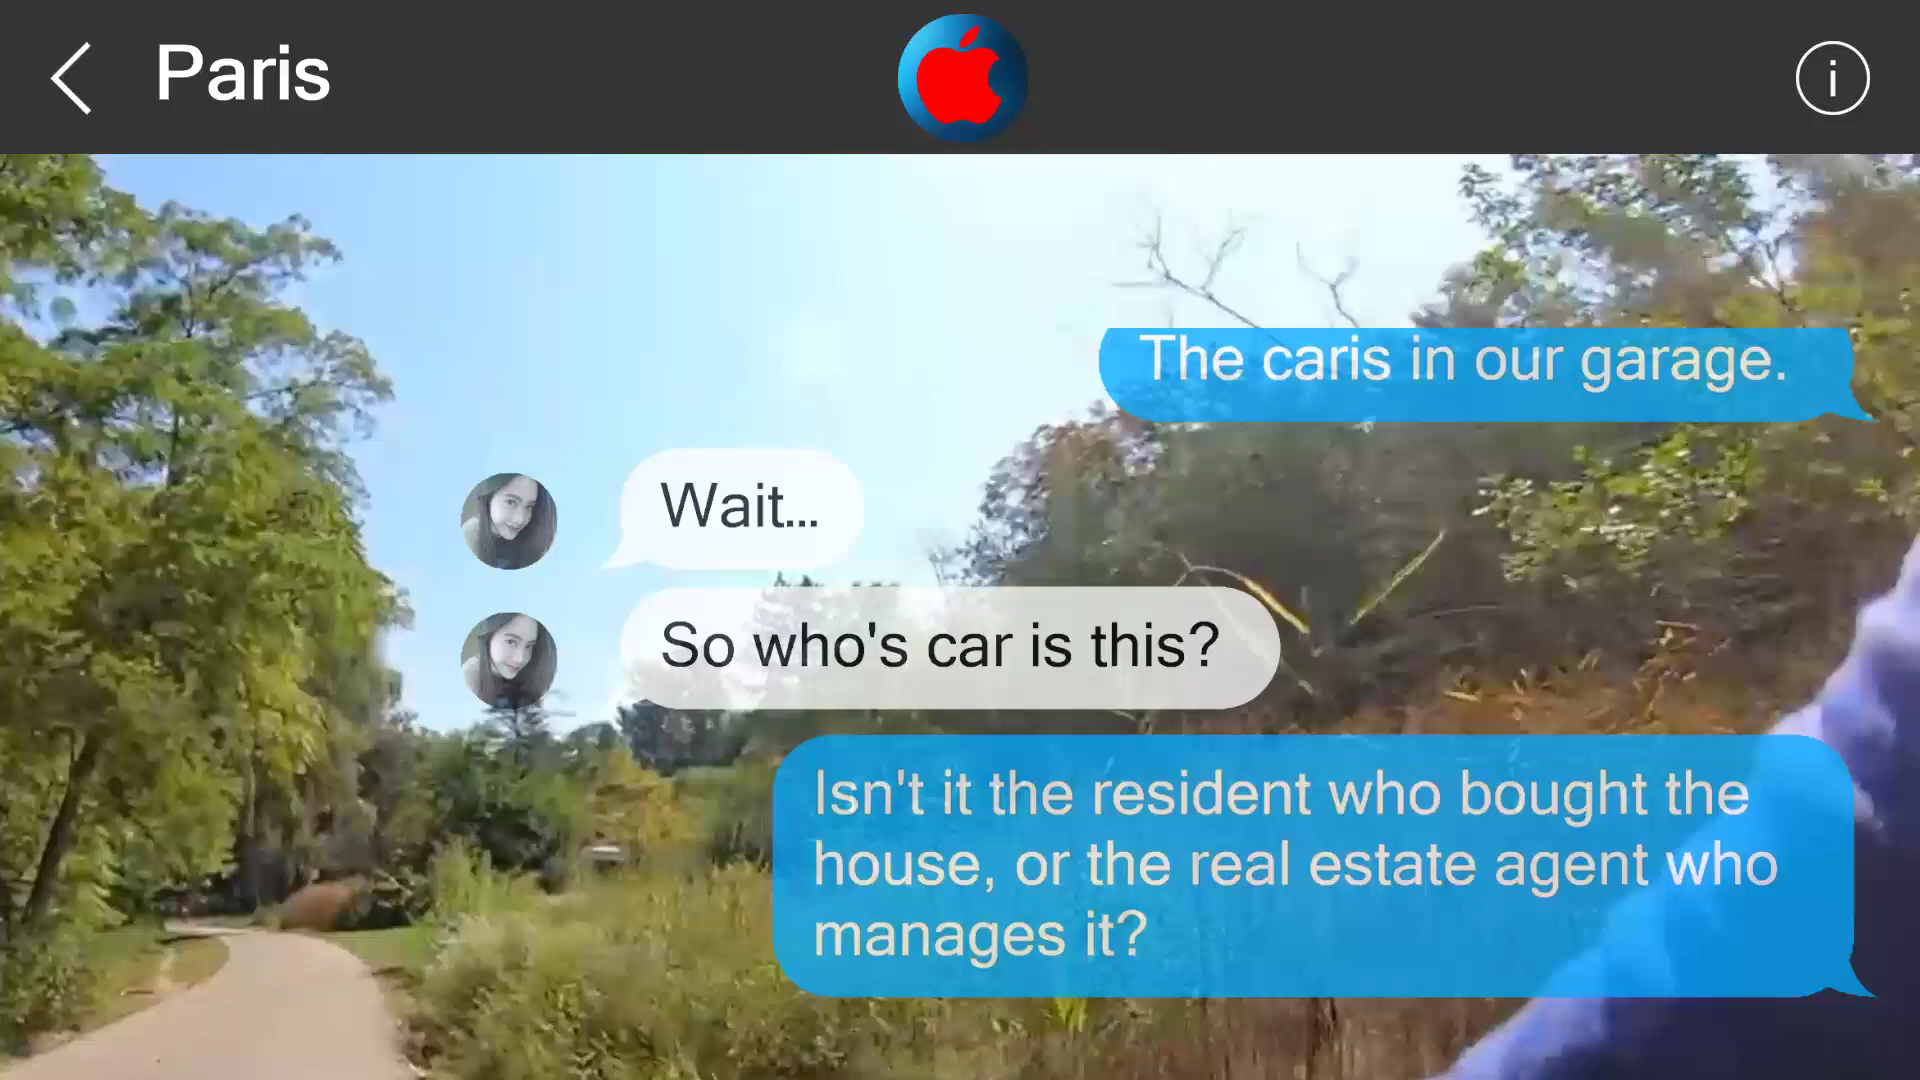 Paris
The caris in our garage.
Wait...
So who's car is this?
Isn't it the resident who bought the
house, or the real estate agent who
manages it?